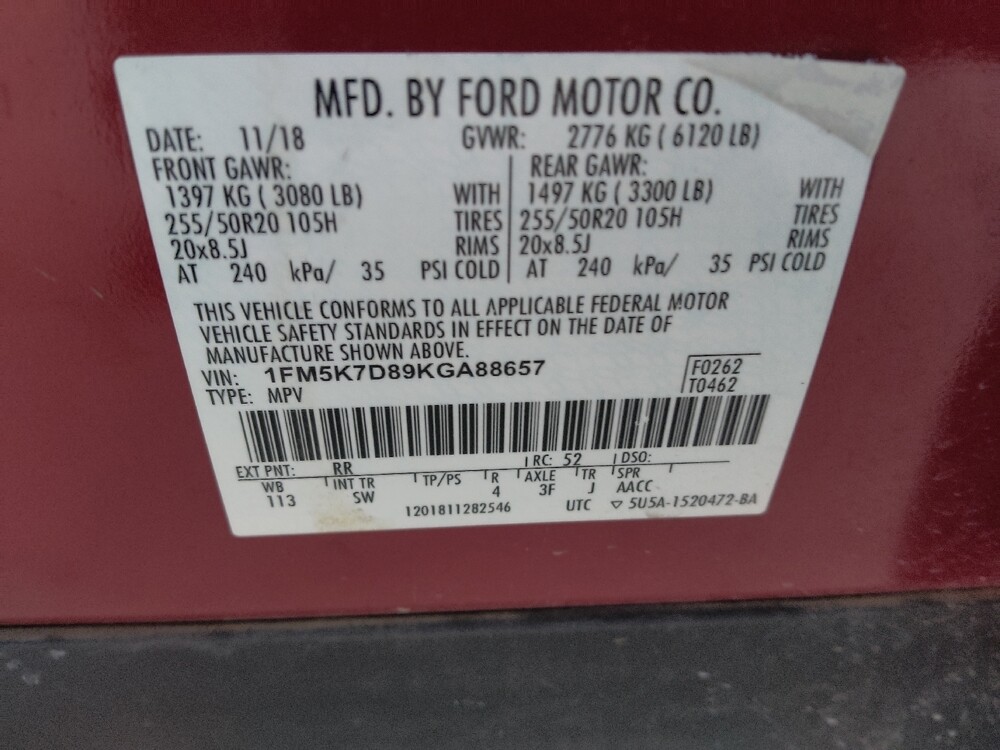 MFD. BY FORD MOTOR CO.
DATE: 11/18 GVWR: 2776 KG ( 6120 LB)
FRONT GAWR: REAR GAWR:
1397 KG ( 3080 LB) WITH 1497 KG ( 3300 LB) WITH
255/50R20 105H TIRES 255/50R20 105H TIRES
20x8.5J RIMS 20x8.5J RIMS
AT 240 kPa/ 35 PSI COLD AT 240 kPa/ 35 PSI COLD
THIS VEHICLE CONFORMS TO ALL APPLICABLE FEDERAL MOTOR
VEHICLE SAFETY STANDARDS IN EFFECT ON THE DATE OF
MANUFACTURE SHOWN ABOVE.
VIN: 1FM5K7D89KGA88657 F0262
TYPE: MPV T0462
EXT PNT: RR RC: 52 DSO:
WB INT TR TP/PS R AXLE TR SPR
113 SW 4 3F J AACC
1201811282546 UTC ▽ 5U5A-1520472-BA